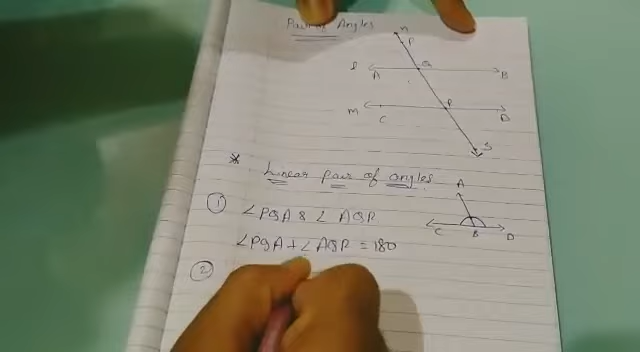 Pair of Angles
n
P
l A Q B
M C R D
S
* Linear pair of angles
A
C B D
① ∠PQA & ∠AQR
∠PQA + ∠AQR = 180
②